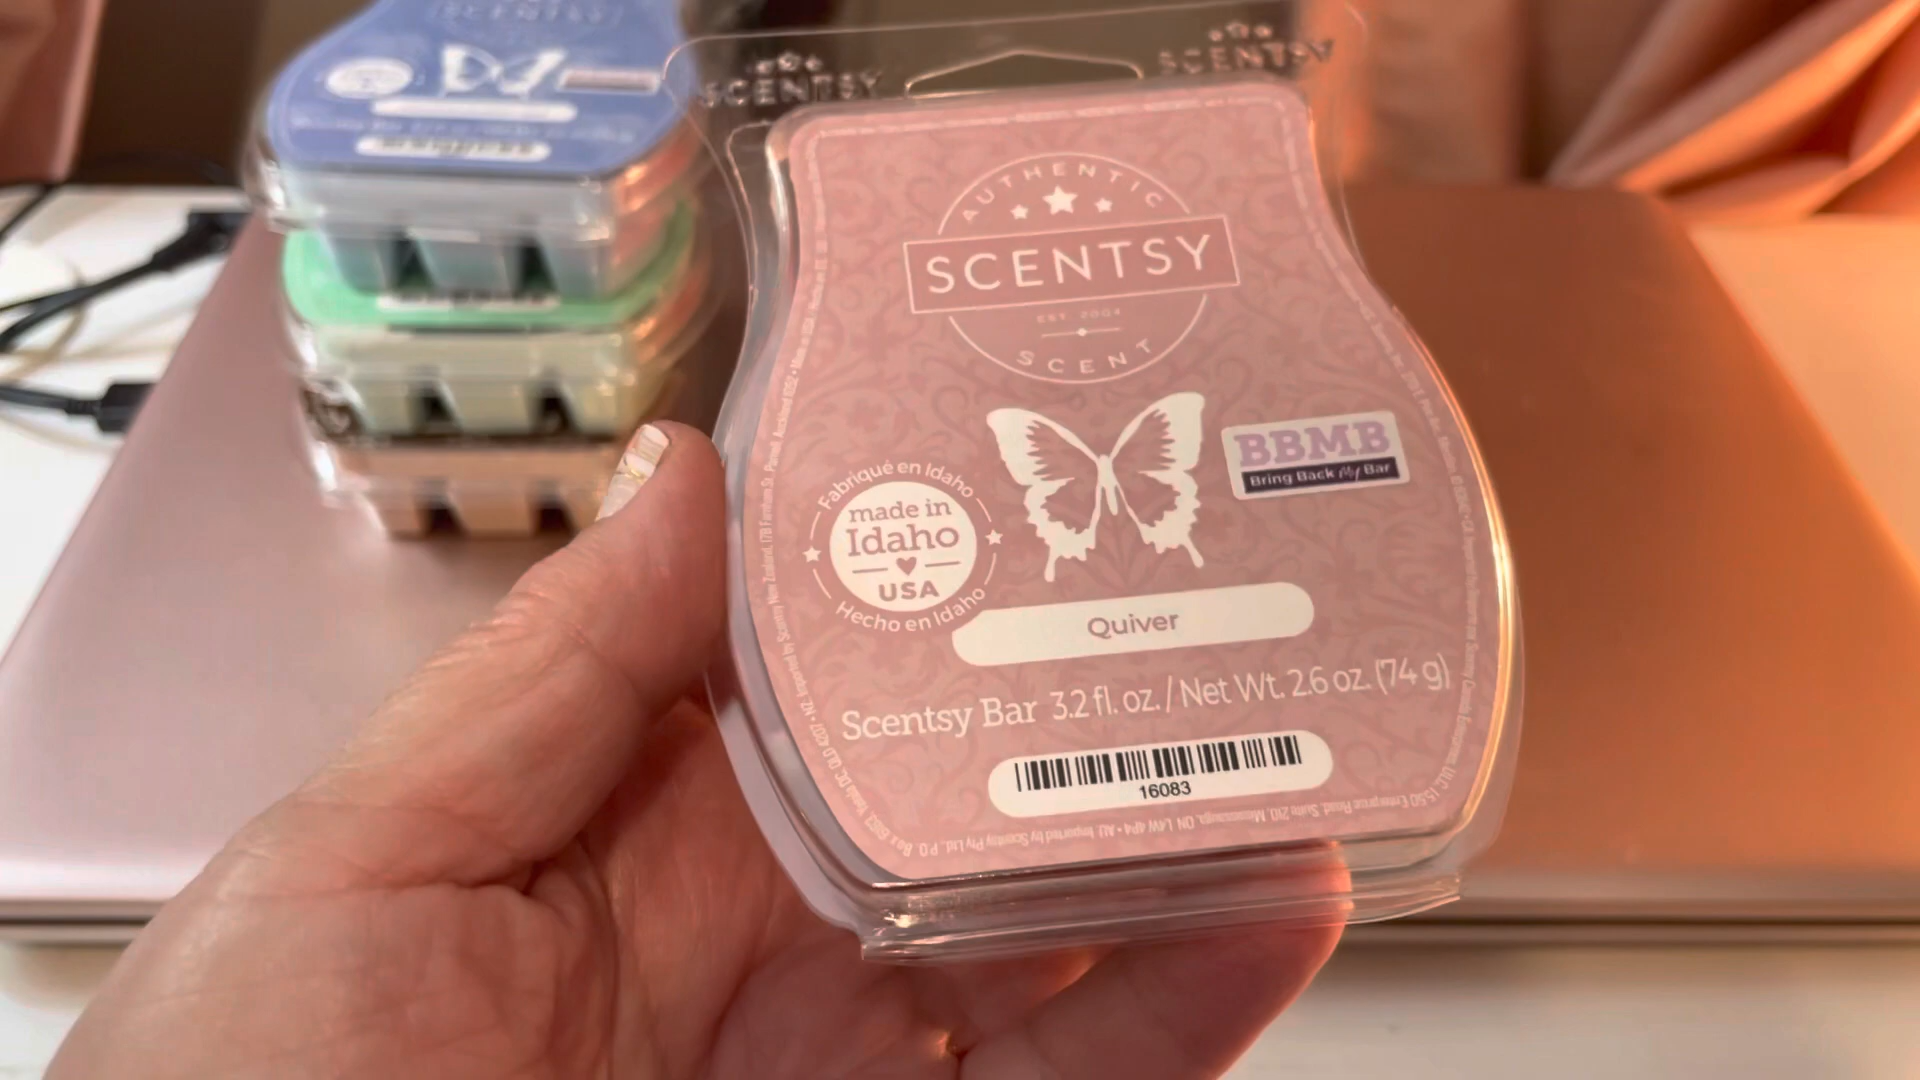 SCENTSY
SCENTSY
SCENTSY
AUTHENTIC
SCENTSY
EST. 2004
SCENT
BBMB
Bring Back My Bar
Fabriqué en Idaho
made in
Idaho
USA
Hecho en Idaho
Quiver
Scentsy Bar 3.2 fl. oz. / Net Wt. 2.6 oz. (74 g)
16083